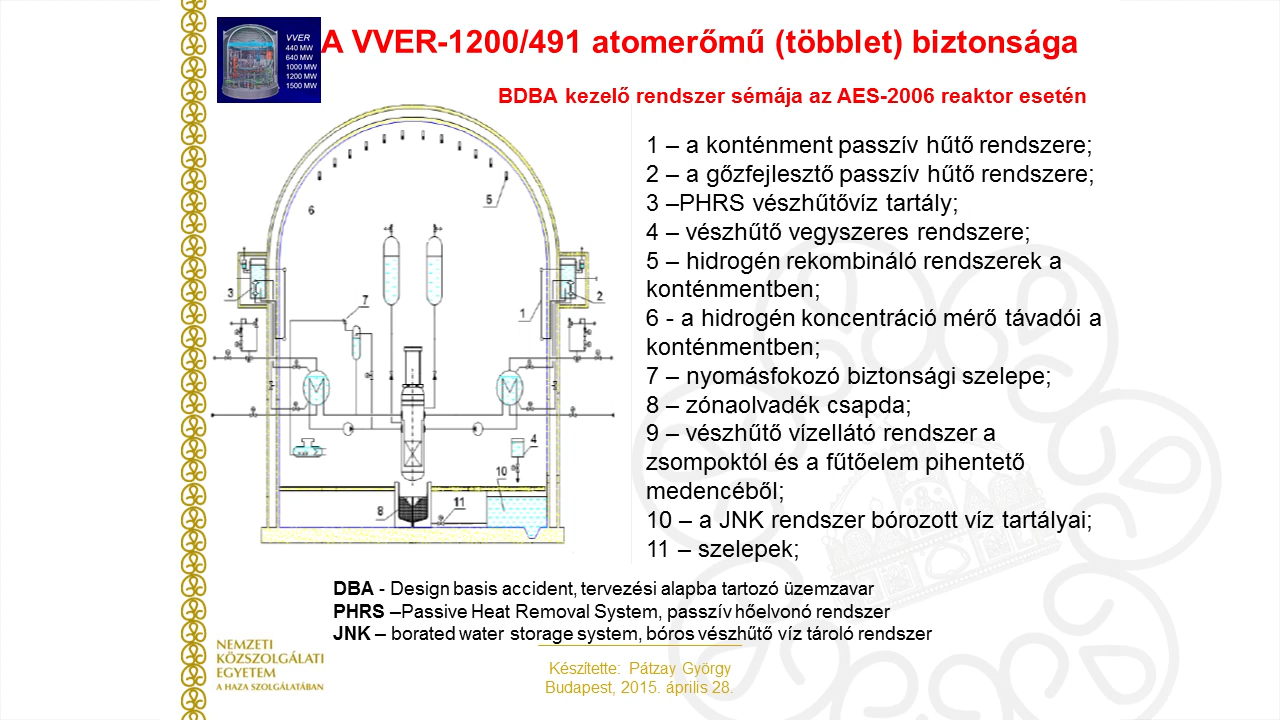 A VVER-1200/491 atomerőmű (többlet) biztonsága
VVER
440 MW
640 MW
1000 MW
1200 MW
1500 MW
BDBA kezelő rendszer sémája az AES-2006 reaktor esetén
1 – a konténment passzív hűtő rendszere;
2 – a gőzfejlesztő passzív hűtő rendszere;
3 –PHRS vészhűtővíz tartály;
4 – vészhűtő vegyszeres rendszere;
5 – hidrogén rekombináló rendszerek a
konténmentben;
6 - a hidrogén koncentráció mérő távadói a
konténmentben;
7 – nyomásfokozó biztonsági szelepe;
8 – zónaolvadék csapda;
9 – vészhűtő vízellátó rendszer a
zsompoktól és a fűtőelem pihentető
medencéből;
10 – a JNK rendszer bórozott víz tartályai;
11 – szelepek;
5
6
3
7
1
2
4
10
8
11
DBA - Design basis accident, tervezési alapba tartozó üzemzavar
PHRS –Passive Heat Removal System, passzív hőelvonó rendszer
JNK – borated water storage system, bóros vészhűtő víz tároló rendszer
NEMZETI
KÖZSZOLGÁLATI
EGYETEM
A HAZA SZOLGÁLATÁBAN
Készítette: Pátzay György
Budapest, 2015. április 28.